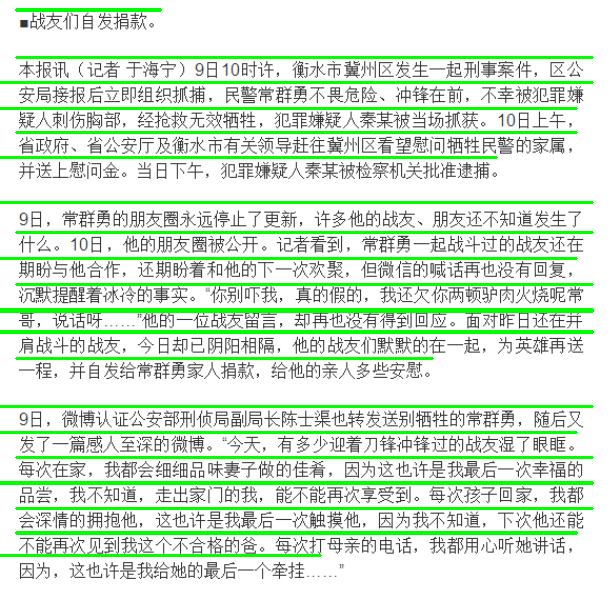 ■战友们自发捐款。
本报讯（记者 于海宁）9日10时许，衡水市冀州区发生一起刑事案件，区公
安局接报后立即组织抓捕，民警常群勇不畏危险、冲锋在前，不幸被犯罪嫌
疑人刺伤胸部，经抢救无效牺牲，犯罪嫌疑人秦某被当场抓获。10日上午，
省政府、省公安厅及衡水市有关领导赶往冀州区看望慰问牺牲民警的家属，
并送上慰问金。当日下午，犯罪嫌疑人秦某被检察机关批准逮捕。
9日，常群勇的朋友圈永远停止了更新，许多他的战友、朋友还不知道发生了
什么。10日，他的朋友圈被公开。记者看到，常群勇一起战斗过的战友还在
期盼与他合作，还期盼着和他的下一次欢聚，但微信的喊话再也没有回复，
沉默提醒着冰冷的事实。“你别吓我，真的假的，我还欠你两顿驴肉火烧呢常
哥，说话呀……”他的一位战友留言，却再也没有得到回应。面对昨日还在并
肩战斗的战友，今日却已阴阳相隔，他的战友们默默的在一起，为英雄再送
一程，并自发给常群勇家人捐款，给他的亲人多些安慰。
9日，微博认证公安部刑侦局副局长陈士渠也转发送别牺牲的常群勇，随后又
发了一篇感人至深的微博。“今天，有多少迎着刀锋冲锋过的战友湿了眼眶。
每次在家，我都会细细品味妻子做的佳肴，因为这也许是我最后一次幸福的
品尝，我不知道，走出家门的我，能不能再次享受到。每次孩子回家，我都
会深情的拥抱他，这也许是我最后一次触摸他，因为我不知道，下次他还能
不能再次见到我这个不合格的爸。每次打母亲的电话，我都用心听她讲话，
因为，这也许是我给她的最后一个牵挂……”